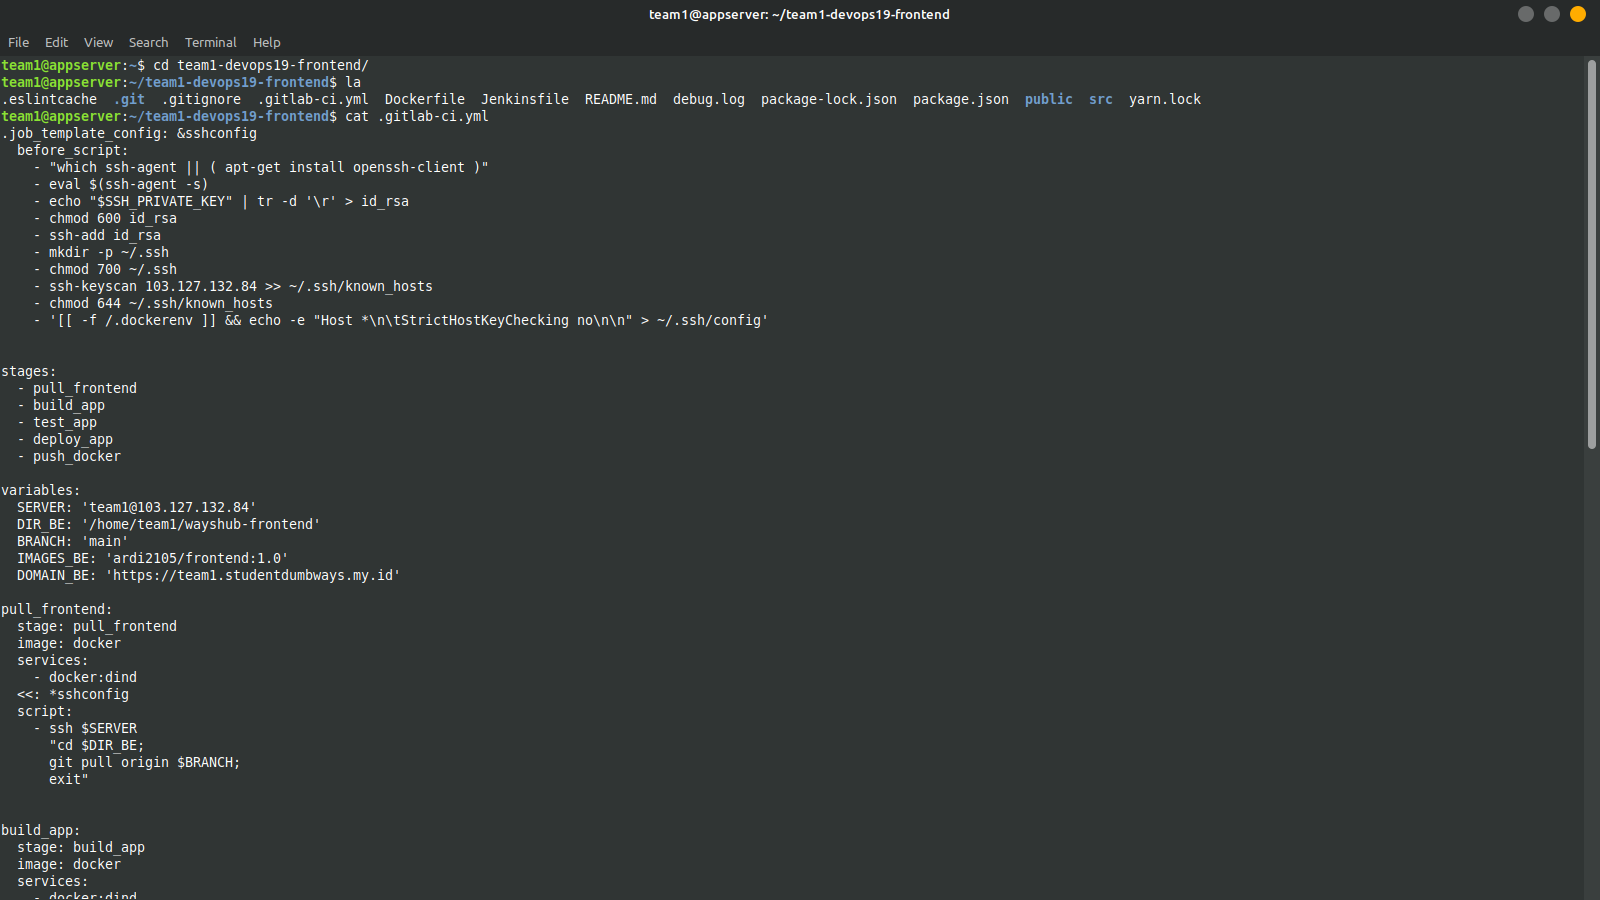 team1@appserver: ~/team1-devops19-frontend
File Edit View Search Terminal Help
team1@appserver:~$ cd team1-devops19-frontend/
team1@appserver:~/team1-devops19-frontend$ la
.eslintcache .git .gitignore .gitlab-ci.yml Dockerfile Jenkinsfile README.md debug.log package-lock.json package.json public src yarn.lock
team1@appserver:~/team1-devops19-frontend$ cat .gitlab-ci.yml
.job_template_config: &sshconfig
  before_script:
    - "which ssh-agent || ( apt-get install openssh-client )"
    - eval $(ssh-agent -s)
    - echo "$SSH_PRIVATE_KEY" | tr -d '\r' > id_rsa
    - chmod 600 id_rsa
    - ssh-add id_rsa
    - mkdir -p ~/.ssh
    - chmod 700 ~/.ssh
    - ssh-keyscan 103.127.132.84 >> ~/.ssh/known_hosts
    - chmod 644 ~/.ssh/known_hosts
    - '[[ -f /.dockerenv ]] && echo -e "Host *\n\tStrictHostKeyChecking no\n\n" > ~/.ssh/config'
stages:
  - pull_frontend
  - build_app
  - test_app
  - deploy_app
  - push_docker
variables:
  SERVER: 'team1@103.127.132.84'
  DIR_BE: '/home/team1/wayshub-frontend'
  BRANCH: 'main'
  IMAGES_BE: 'ardi2105/frontend:1.0'
  DOMAIN_BE: 'https://team1.studentdumbways.my.id'
pull_frontend:
  stage: pull_frontend
  image: docker
  services:
    - docker:dind
  <<: *sshconfig
  script:
    - ssh $SERVER
      "cd $DIR_BE;
      git pull origin $BRANCH;
      exit"
build_app:
  stage: build_app
  image: docker
  services:
    - docker:dind